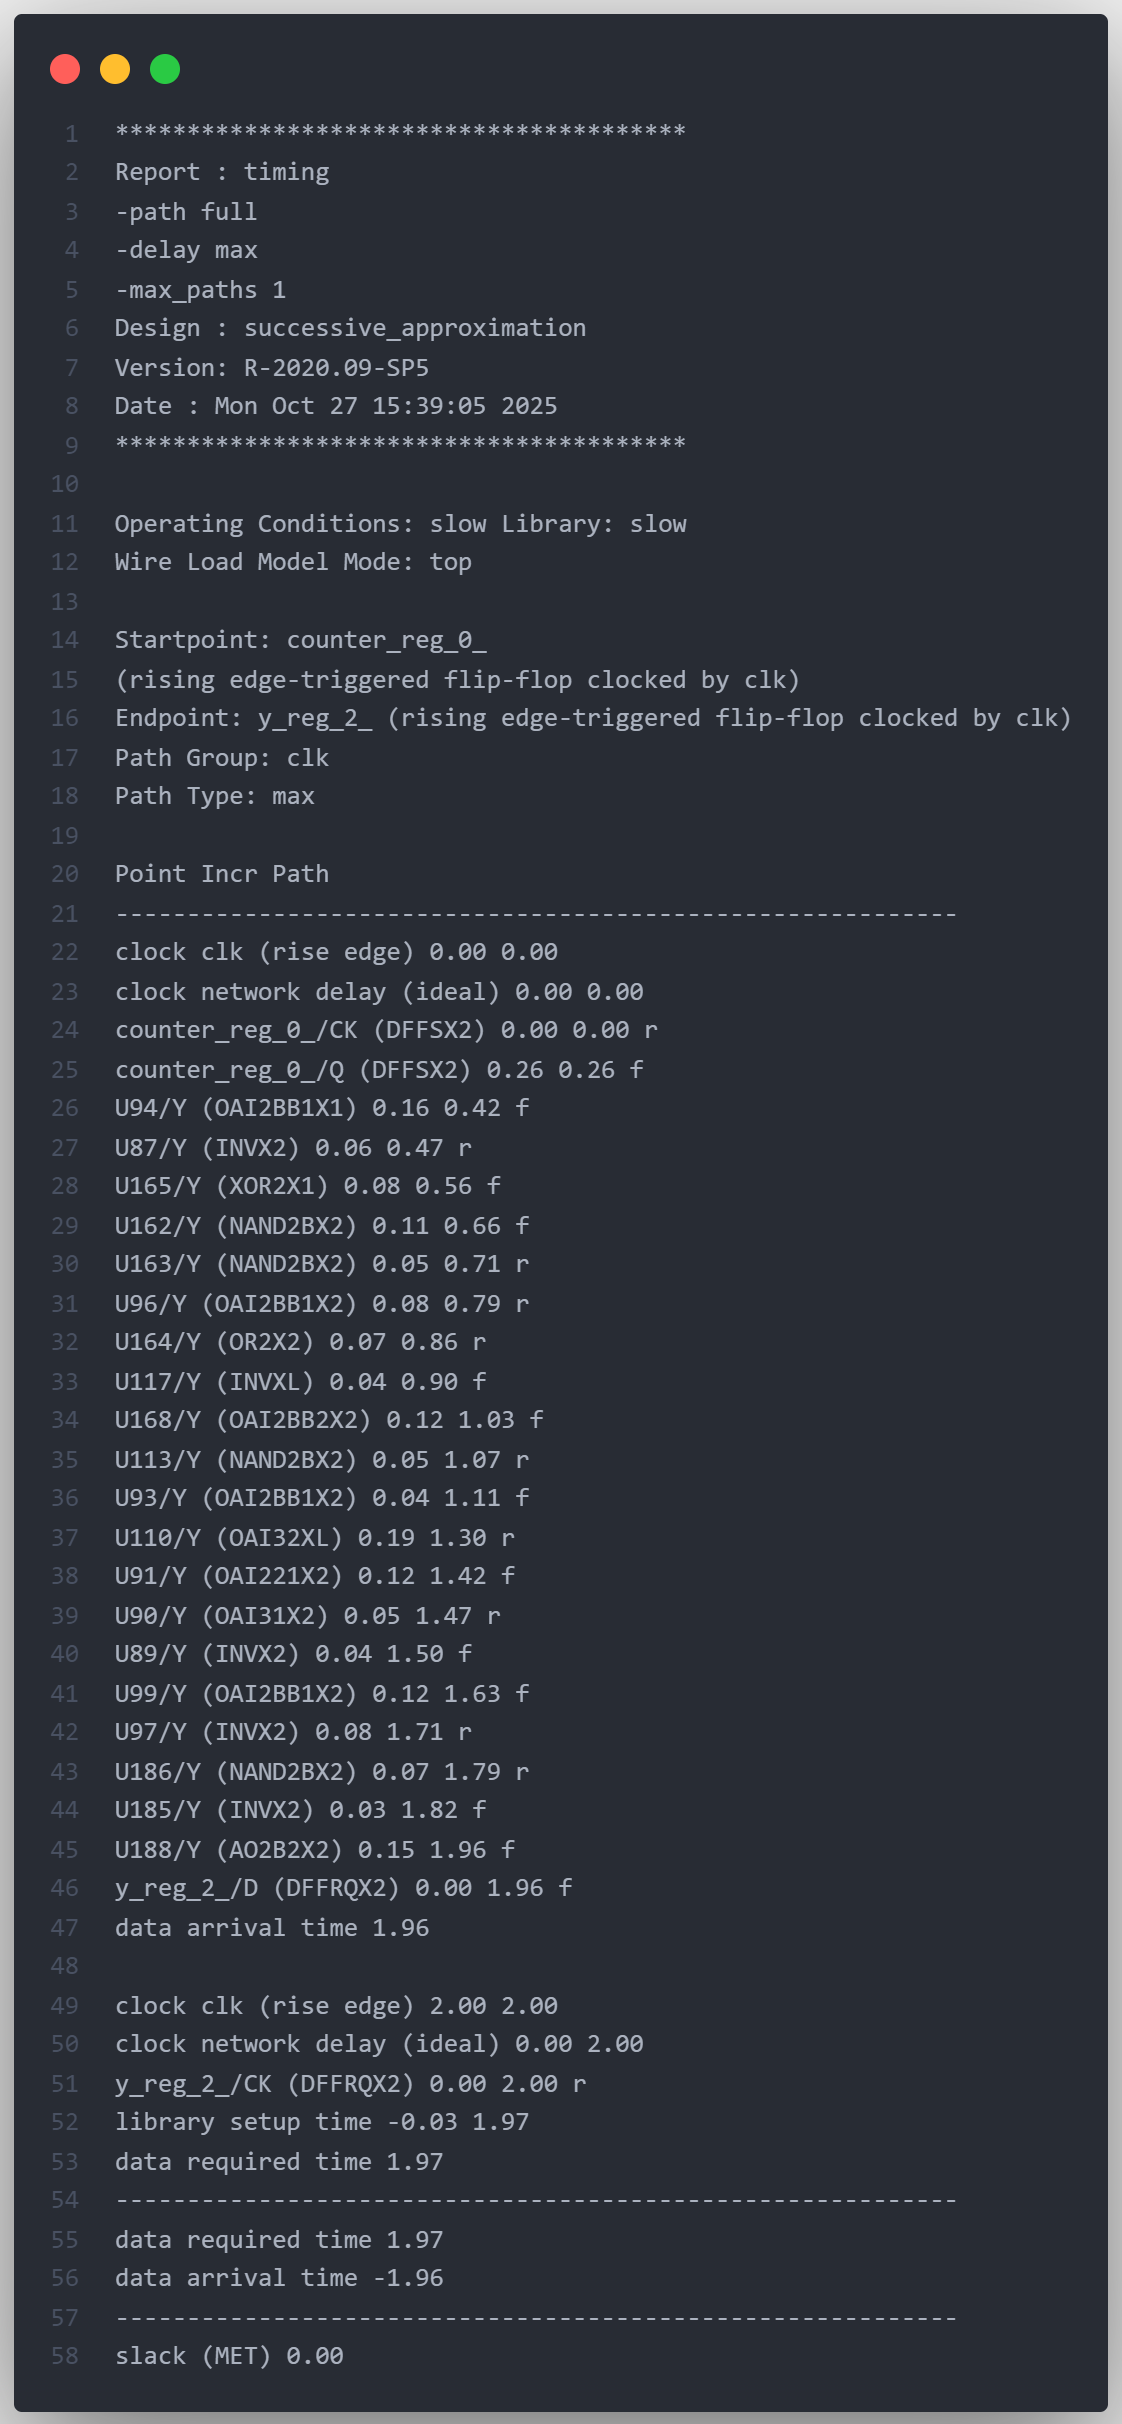 1 ****************************************
2 Report : timing
3 -path full
4 -delay max
5 -max_paths 1
6 Design : successive_approximation
7 Version: R-2020.09-SP5
8 Date : Mon Oct 27 15:39:05 2025
9 ****************************************
10
11 Operating Conditions: slow Library: slow
12 Wire Load Model Mode: top
13
14 Startpoint: counter_reg_0_
15 (rising edge-triggered flip-flop clocked by clk)
16 Endpoint: y_reg_2_ (rising edge-triggered flip-flop clocked by clk)
17 Path Group: clk
18 Path Type: max
19
20 Point Incr Path
21 -----------------------------------------------------------
22 clock clk (rise edge) 0.00 0.00
23 clock network delay (ideal) 0.00 0.00
24 counter_reg_0_/CK (DFFSX2) 0.00 0.00 r
25 counter_reg_0_/Q (DFFSX2) 0.26 0.26 f
26 U94/Y (OAI2BB1X1) 0.16 0.42 f
27 U87/Y (INVX2) 0.06 0.47 r
28 U165/Y (XOR2X1) 0.08 0.56 f
29 U162/Y (NAND2BX2) 0.11 0.66 f
30 U163/Y (NAND2BX2) 0.05 0.71 r
31 U96/Y (OAI2BB1X2) 0.08 0.79 r
32 U164/Y (OR2X2) 0.07 0.86 r
33 U117/Y (INVXL) 0.04 0.90 f
34 U168/Y (OAI2BB2X2) 0.12 1.03 f
35 U113/Y (NAND2BX2) 0.05 1.07 r
36 U93/Y (OAI2BB1X2) 0.04 1.11 f
37 U110/Y (OAI32XL) 0.19 1.30 r
38 U91/Y (OAI221X2) 0.12 1.42 f
39 U90/Y (OAI31X2) 0.05 1.47 r
40 U89/Y (INVX2) 0.04 1.50 f
41 U99/Y (OAI2BB1X2) 0.12 1.63 f
42 U97/Y (INVX2) 0.08 1.71 r
43 U186/Y (NAND2BX2) 0.07 1.79 r
44 U185/Y (INVX2) 0.03 1.82 f
45 U188/Y (AO2B2X2) 0.15 1.96 f
46 y_reg_2_/D (DFFRQX2) 0.00 1.96 f
47 data arrival time 1.96
48
49 clock clk (rise edge) 2.00 2.00
50 clock network delay (ideal) 0.00 2.00
51 y_reg_2_/CK (DFFRQX2) 0.00 2.00 r
52 library setup time -0.03 1.97
53 data required time 1.97
54 -----------------------------------------------------------
55 data required time 1.97
56 data arrival time -1.96
57 -----------------------------------------------------------
58 slack (MET) 0.00